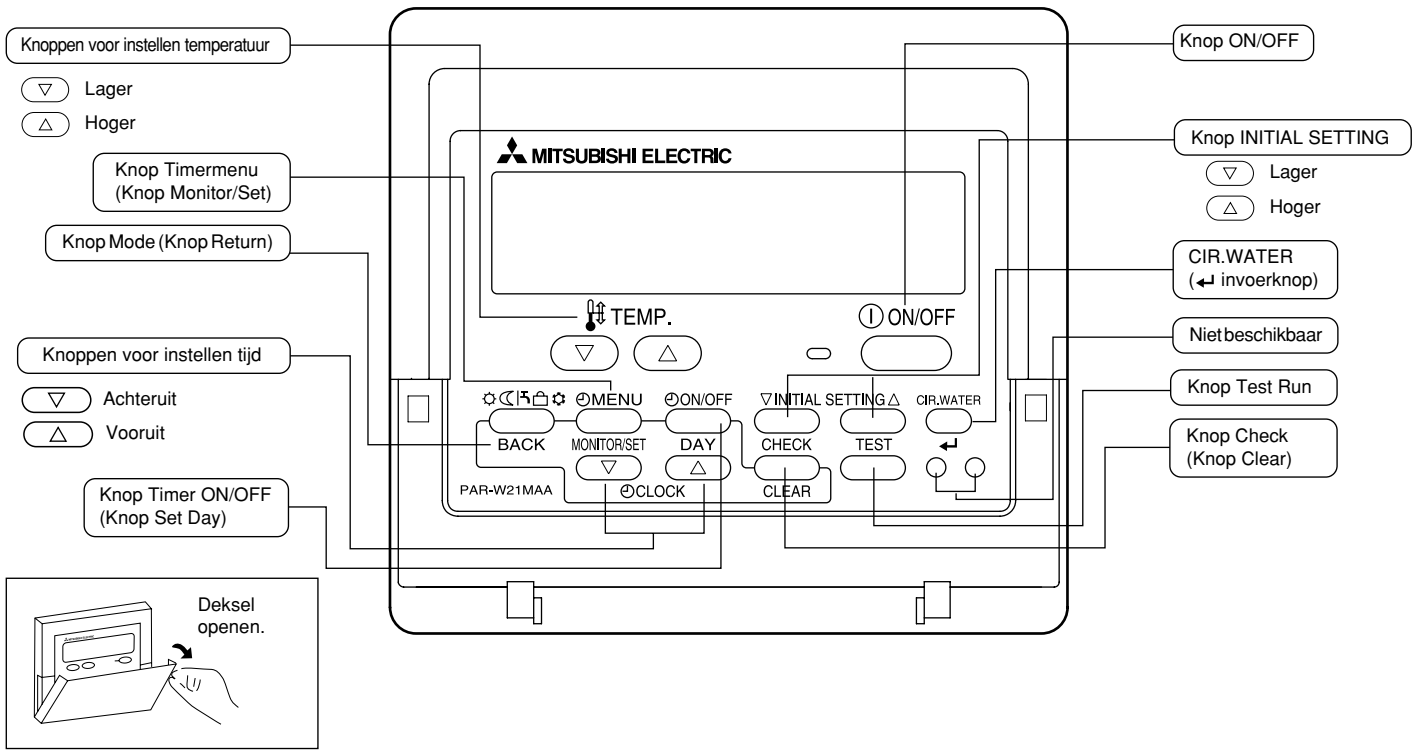 Knoppen voor instellen temperatuur
Lager
Hoger
Knop Timermenu
(Knop Monitor/Set)
Knop Mode (Knop Return)
Knoppen voor instellen tijd
Achteruit
Vooruit
Knop Timer ON/OFF
(Knop Set Day)
Deksel
openen.
MITSUBISHI ELECTRIC
TEMP.
ON/OFF
MENU
ON/OFF
INITIAL SETTING
CIR.WATER
BACK
MONITOR/SET
DAY
CHECK
TEST
PAR-W21MAA
CLOCK
CLEAR
Knop ON/OFF
Knop INITIAL SETTING
Lager
Hoger
CIR.WATER
(↵ invoerknop)
Niet beschikbaar
Knop Test Run
Knop Check
(Knop Clear)